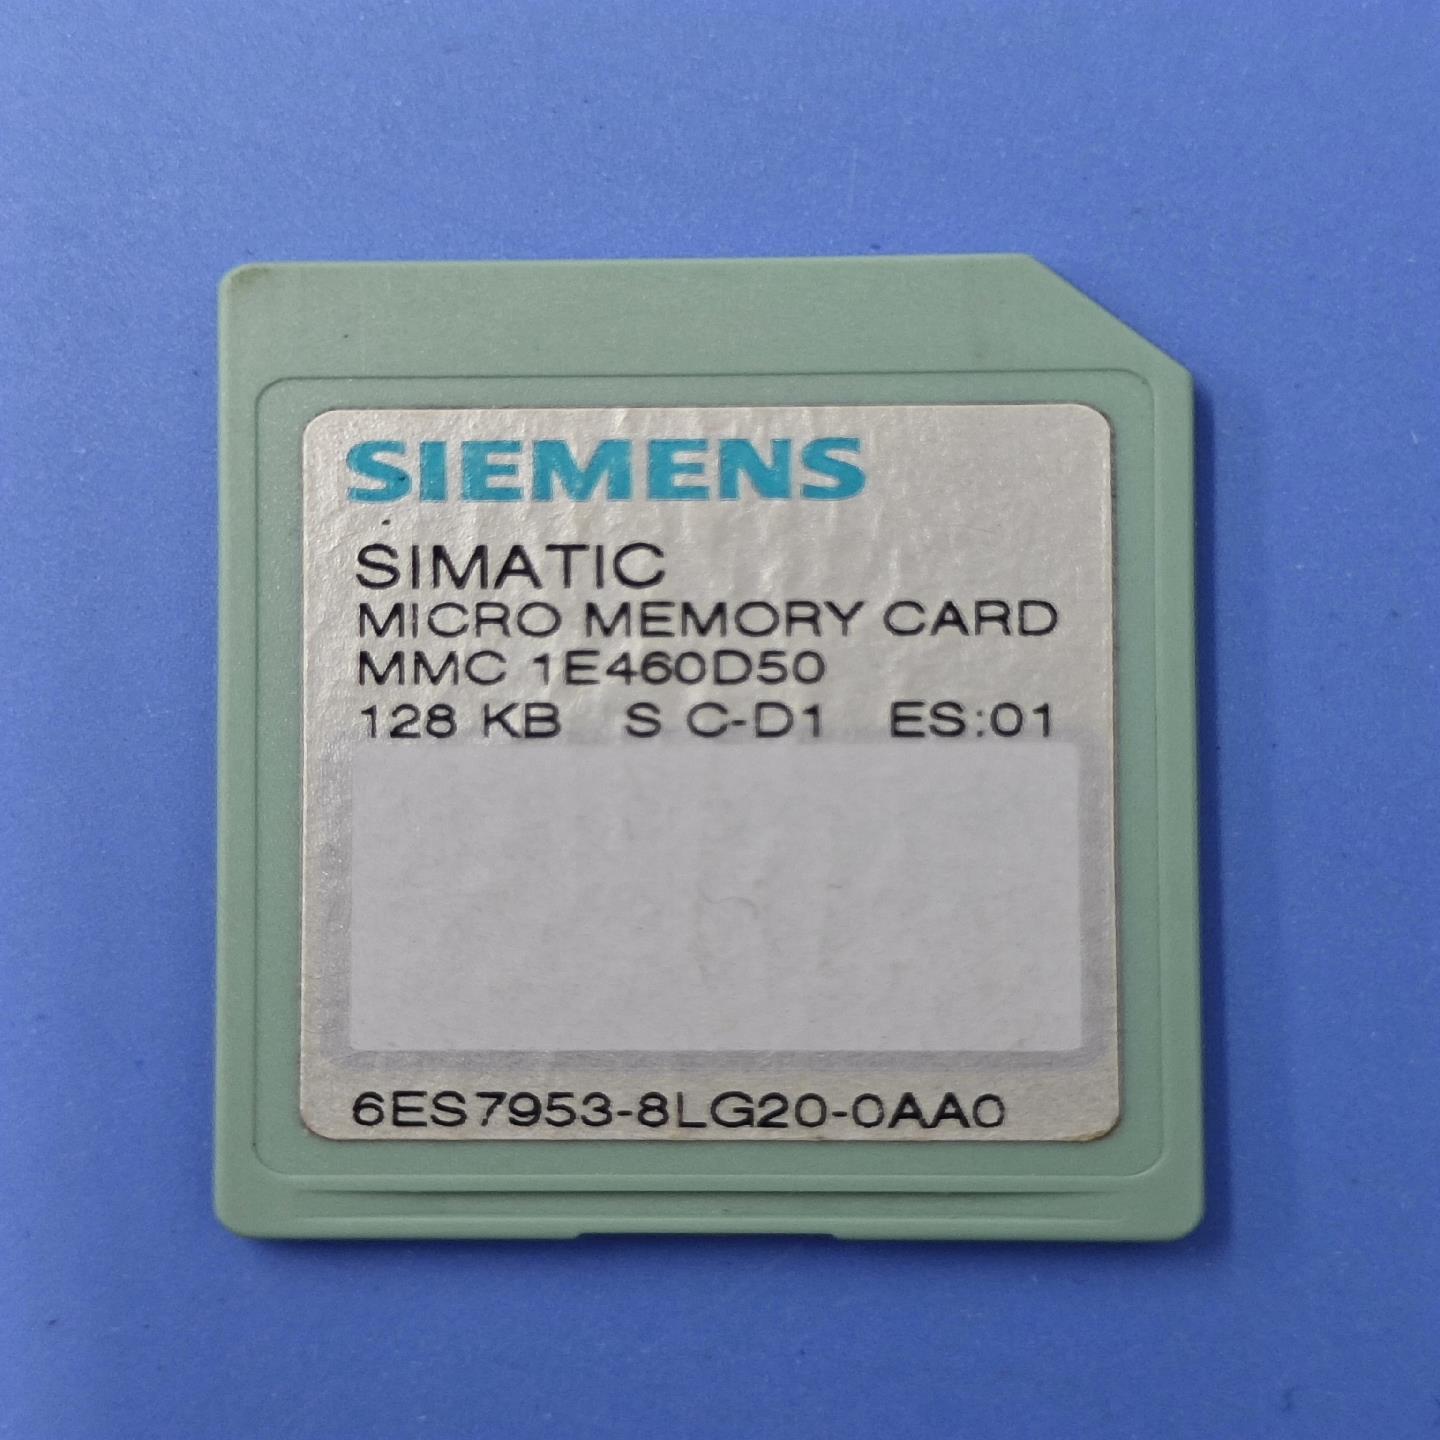 SIEMENS
SIMATIC
MICRO MEMORY CARD
MMC 1E460D50
128 KB S C-D1 ES:01
6ES7953-8LG20-0AA0